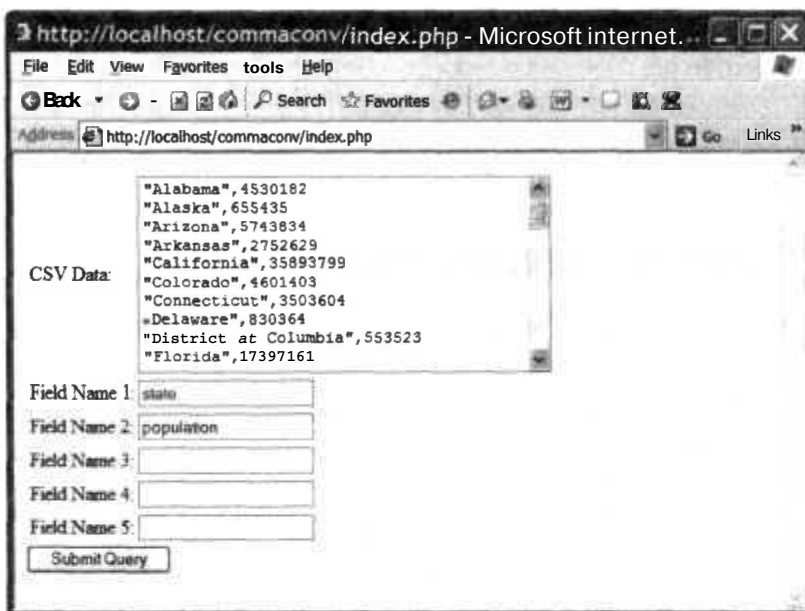 http://localhost/commaconv/index.php - Microsoft internet. ..
File Edit View Favorites tools Help
Back Search Favorites
Address http://localhost/commaconv/index.php Go Links »
"Alabama",4530182
"Alaska",655435
"Arizona",5743834
"Arkansas",2752629
"California",35893799
CSV Data:
"Colorado",4601403
"Connecticut",3503604
"Delaware",830364
"District at Columbia",553523
"Florida",17397161
Field Name 1: state
Field Name 2: population
Field Name 3:
Field Name 4:
Field Name 5:
Submit Query